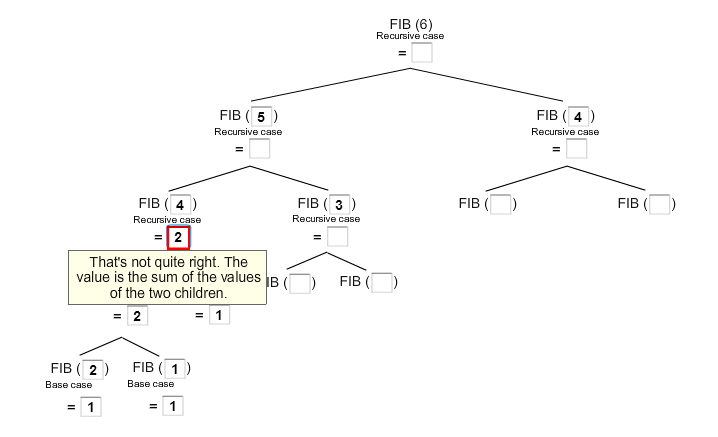 FIB (6)
Recursive case
=
FIB ( 5 ) FIB ( 4 )
Recursive case Recursive case
= =
FIB ( 4 ) FIB ( 3 ) FIB ( ) FIB ( )
Recursive case Recursive case
= 2 =
That's not quite right. The
value is the sum of the values
of the two children.
IB ( ) FIB ( )
= 2 = 1
FIB ( 2 ) FIB ( 1 )
Base case Base case
= 1 = 1